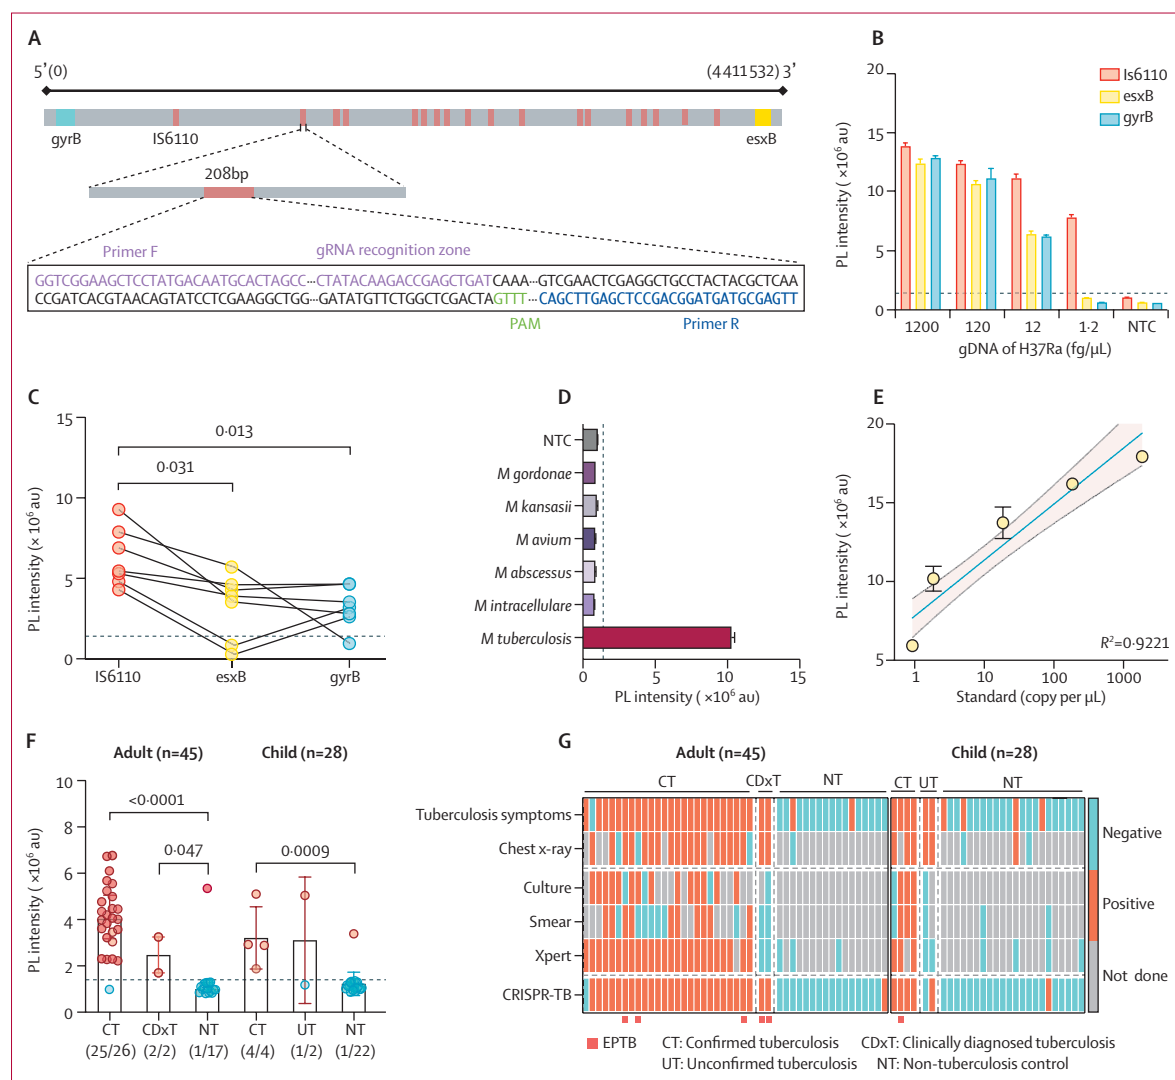 A
5'(0)
(4 411 532) 3'
gyrB
IS6110
esxB
208bp
Primer F
gRNA recognition zone
GGTCGGAAGCTCCTATGACAATGCACTAGCC···CTATACAAGACCGAGCTGATCAAA···GTCGAACTCGAGGCTGCCTACTACGCTCAA
CCGATCACGTAACAGTATCCTCGAAGGCTGG···GATATGTTCTGGCTCGACTAGTTT···CAGCTTGAGCTCCGACGGATGATGCGAGTT
PAM
Primer R
B
PL intensity ( ×10⁶ au)
20
15
10
5
0
1200
120
12
1·2
NTC
gDNA of H37Ra (fg/μL)
Is6110
esxB
gyrB
C
PL intensity (× 10⁶ au)
15
10
5
0
0·013
0·031
IS6110
esxB
gyrB
D
NTC
M gordonae
M kansasii
M avium
M abscessus
M intracellulare
M tuberculosis
0
5
10
15
PL intensity ( ×10⁶ au)
E
PL intensity (×10⁶ au)
20
15
10
5
R²=0·9221
1
10
100
1000
Standard (copy per μL)
F
Adult (n=45)
Child (n=28)
PL intensity ( ×10⁶ au)
10
8
6
4
2
0
<0·0001
0·047
0·0009
CT
CDxT
NT
CT
UT
NT
(25/26)
(2/2)
(1/17)
(4/4)
(1/2)
(1/22)
G
Adult (n=45)
Child (n=28)
CT
CDxT
NT
CT
UT
NT
Tuberculosis symptoms
Chest x-ray
Culture
Smear
Xpert
CRISPR-TB
Negative
Positive
Not done
EPTB
CT: Confirmed tuberculosis
CDxT: Clinically diagnosed tuberculosis
UT: Unconfirmed tuberculosis
NT: Non-tuberculosis control